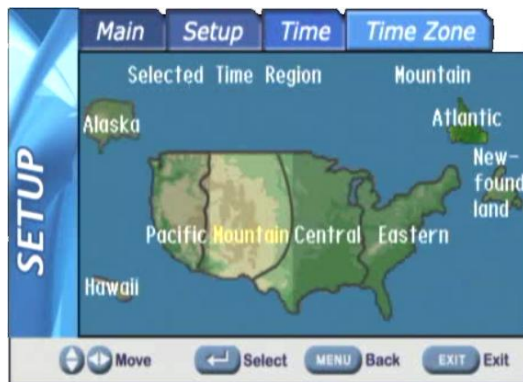 Main Setup Time Time Zone
Selected Time Region Mountain
Alaska
Atlantic
New-
found
land
Pacific Mountain Central Eastern
Hawaii
SETUP
Move Select MENU Back EXIT Exit